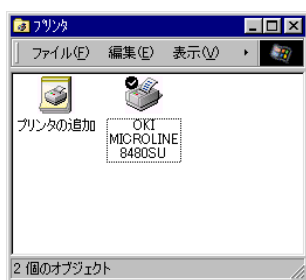 プリンタ
ファイル(F) 編集(E) 表示(V)
プリンタの追加
OKI
MICROLINE
8480SU
2 個のオブジェクト